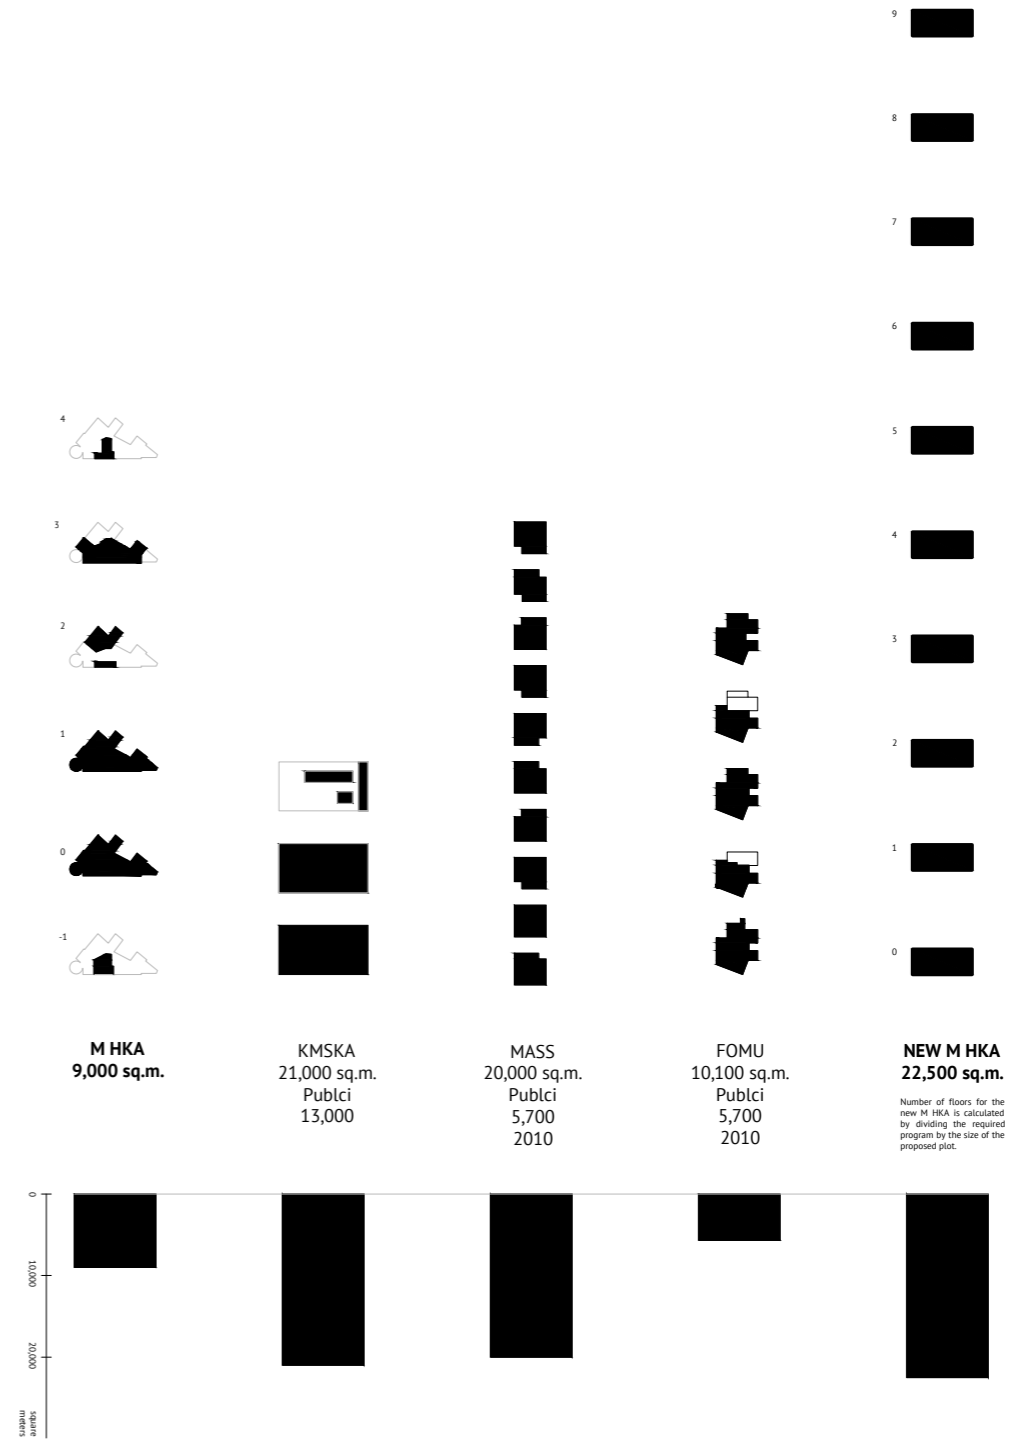 9
8
7
6
5
4
3
2
1
0
4
3
2
1
0
-1
M HKA
9,000 sq.m.
KMSKA
21,000 sq.m.
Publci
13,000
MASS
20,000 sq.m.
Publci
5,700
2010
FOMU
10,100 sq.m.
Publci
5,700
2010
NEW M HKA
22,500 sq.m.
Number of floors for the
new M HKA is calculated
by dividing the required
program by the size of the
proposed plot.
0
10,000
20,000
square
meters